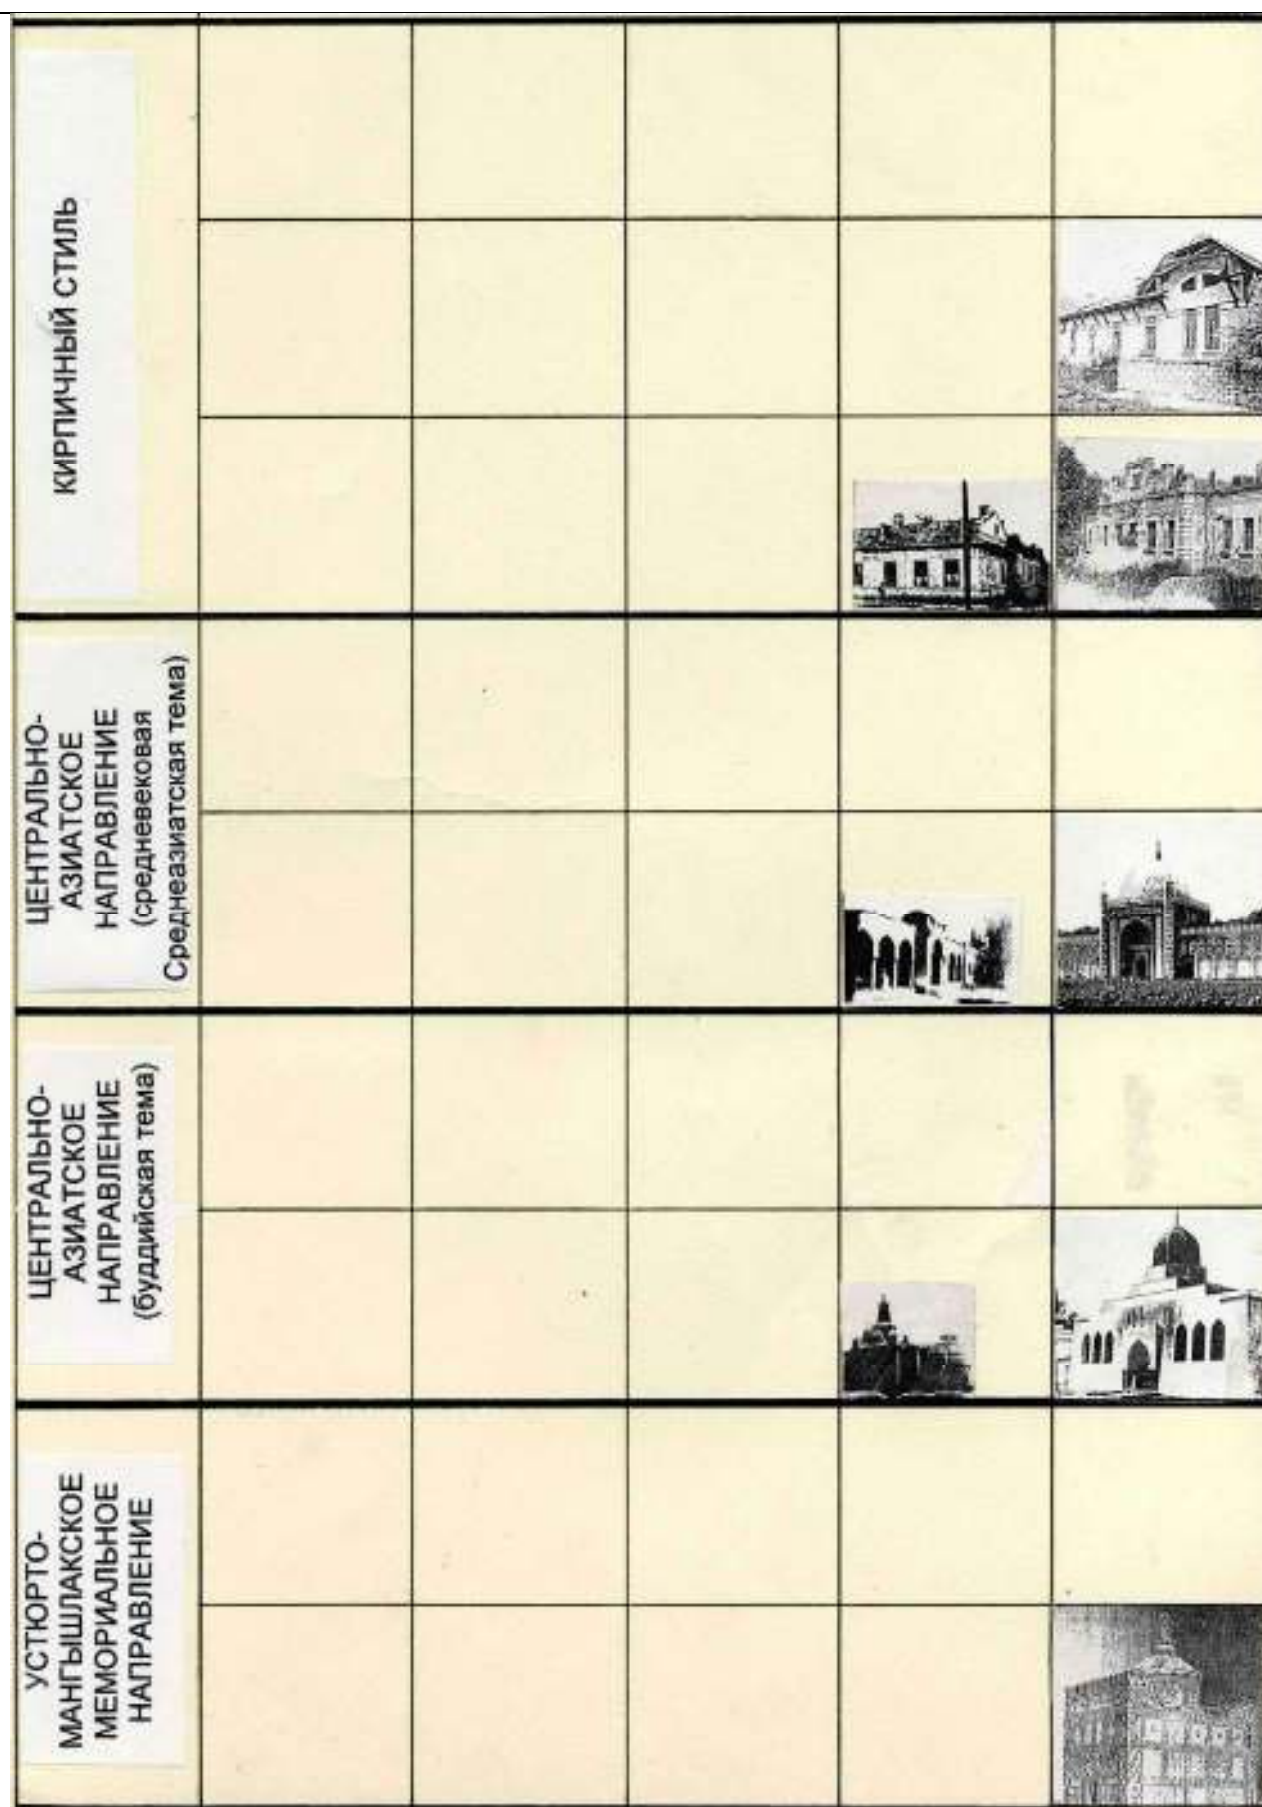 КИРПИЧНЫЙ СТИЛЬ
ЦЕНТРАЛЬНО-
АЗИАТСКОЕ
НАПРАВЛЕНИЕ
(средневековая
Среднеазиатская тема)
ЦЕНТРАЛЬНО-
АЗИАТСКОЕ
НАПРАВЛЕНИЕ
(буддийская тема)
УСТЮРТО-
МАНГЫШЛАКСКОЕ
МЕМОРИАЛЬНОЕ
НАПРАВЛЕНИЕ